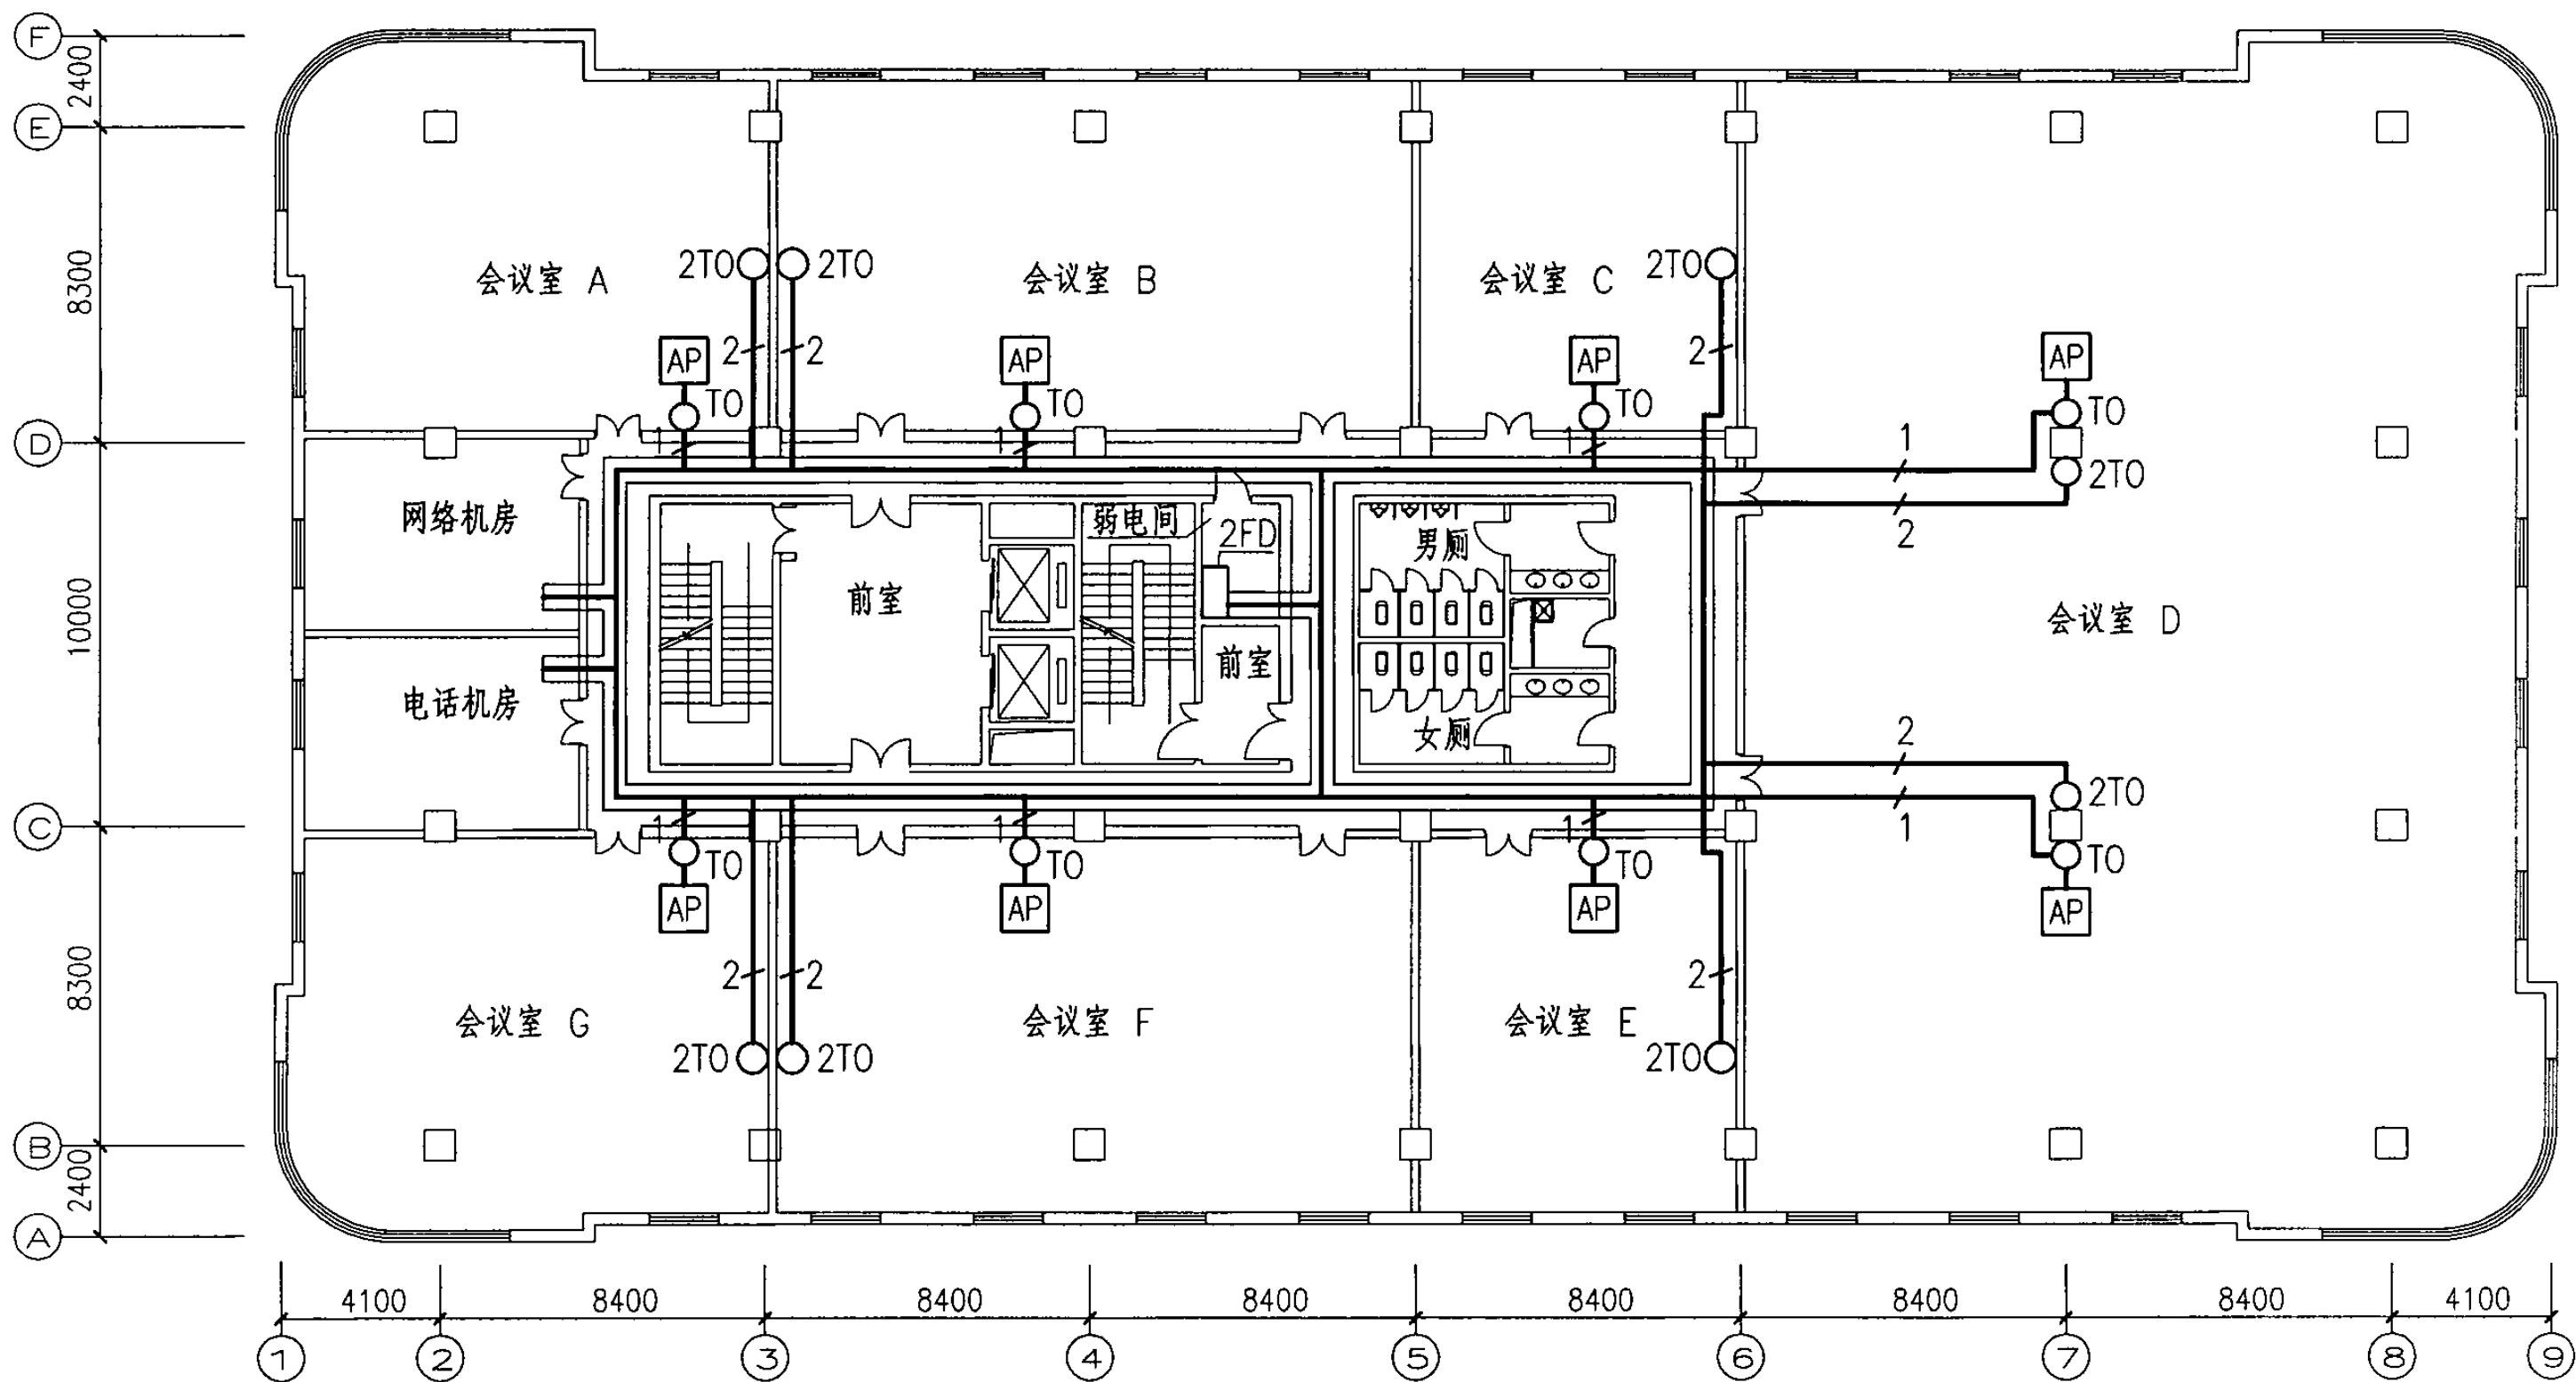 F
2400
E
会议室 A
2TO
2TO
会议室 B
会议室 C
2TO
8300
AP
2
2
AP
AP
2
AP
TO
TO
TO
TO
D
1
1
1
1
2TO
网络机房
弱电间
2FD
男厕
2
前室
10000
会议室 D
前室
电话机房
女厕
2
2TO
C
1
1
1
1
TO
TO
TO
TO
AP
AP
AP
AP
8300
2
2
2
会议室 G
会议室 F
会议室 E
2TO
2TO
2TO
B
2400
A
4100
8400
8400
8400
8400
8400
8400
4100
1
2
3
4
5
6
7
8
9